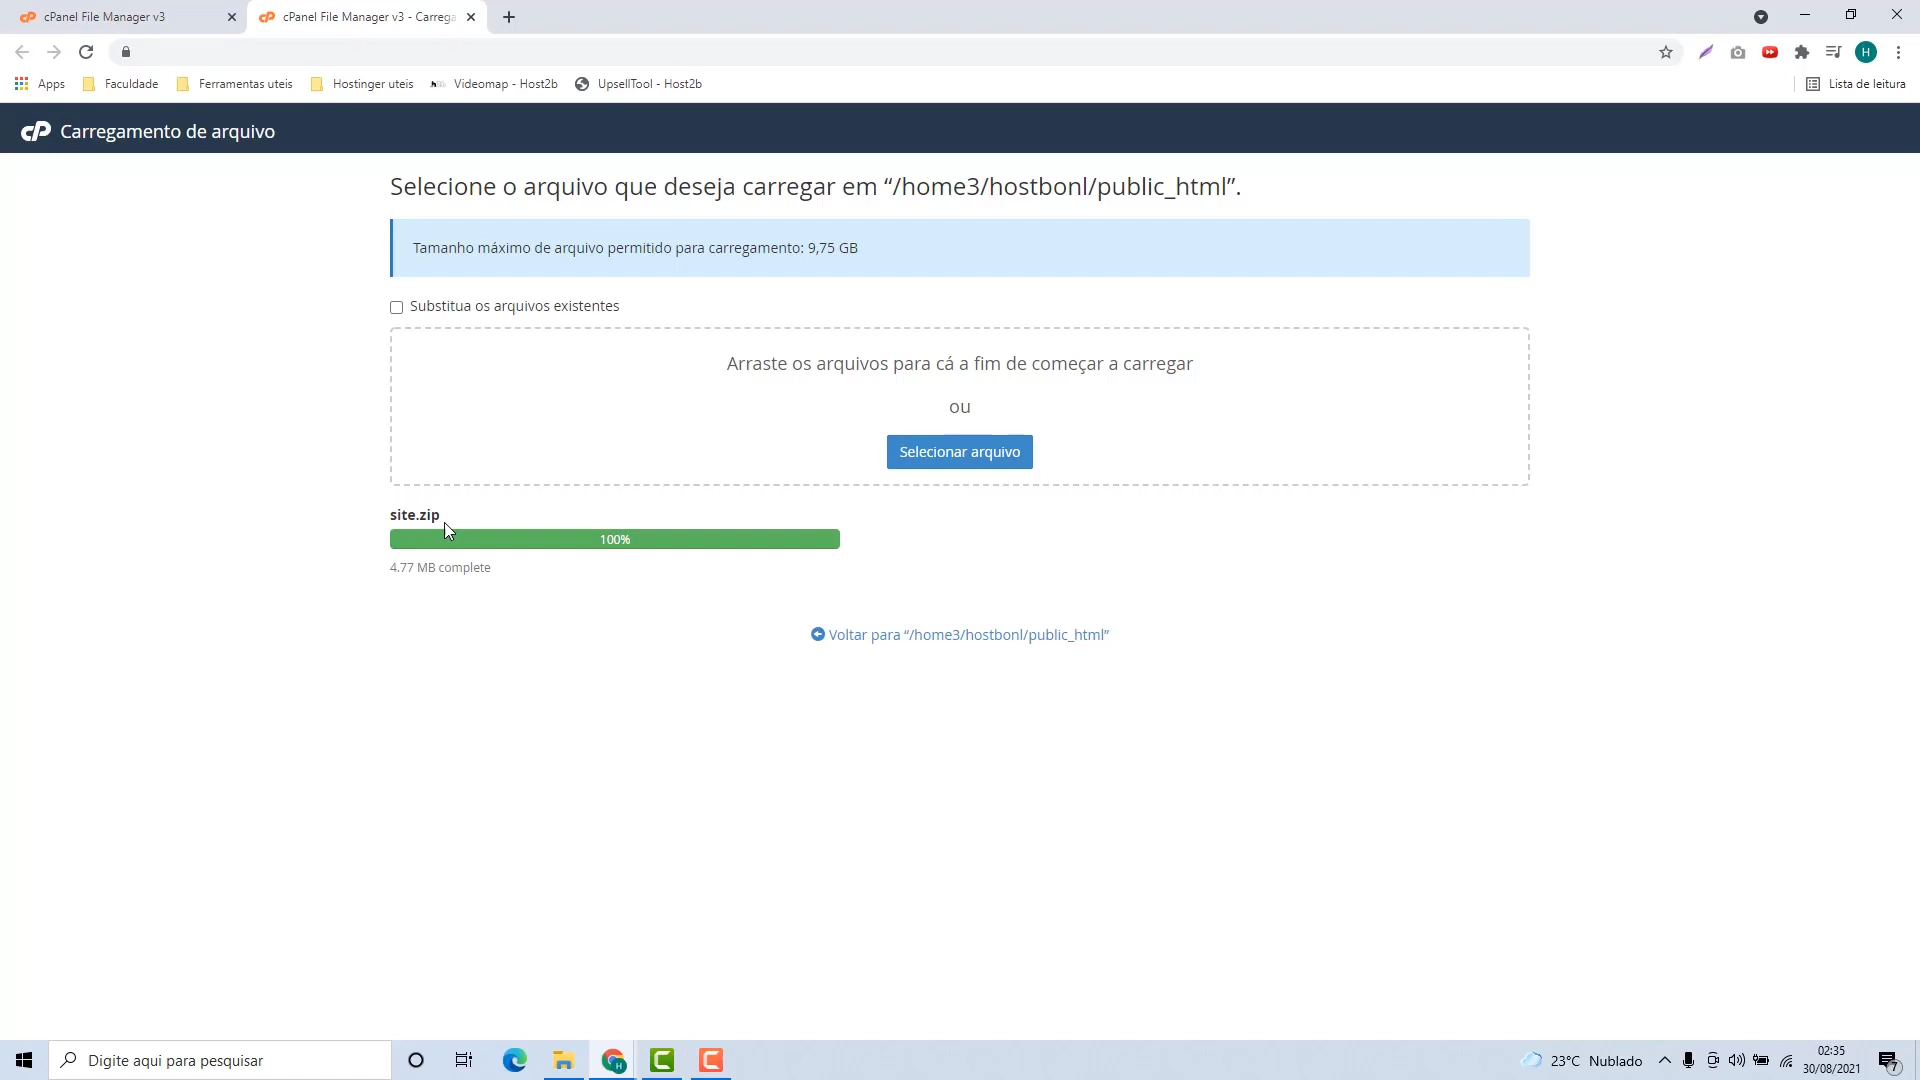 cPanel File Manager v3
cPanel File Manager v3 - Carrega
H
Apps
Faculdade
Ferramentas uteis
Hostinger uteis
Videomap - Host2b
UpsellTool - Host2b
Lista de leitura
cP Carregamento de arquivo
Selecione o arquivo que deseja carregar em “/home3/hostbonl/public_html”.
Tamanho máximo de arquivo permitido para carregamento: 9,75 GB
Substitua os arquivos existentes
Arraste os arquivos para cá a fim de começar a carregar
ou
Selecionar arquivo
site.zip
100%
4.77 MB complete
Voltar para “/home3/hostbonl/public_html”
Digite aqui para pesquisar
23°C Nublado
02:35
30/08/2021
7